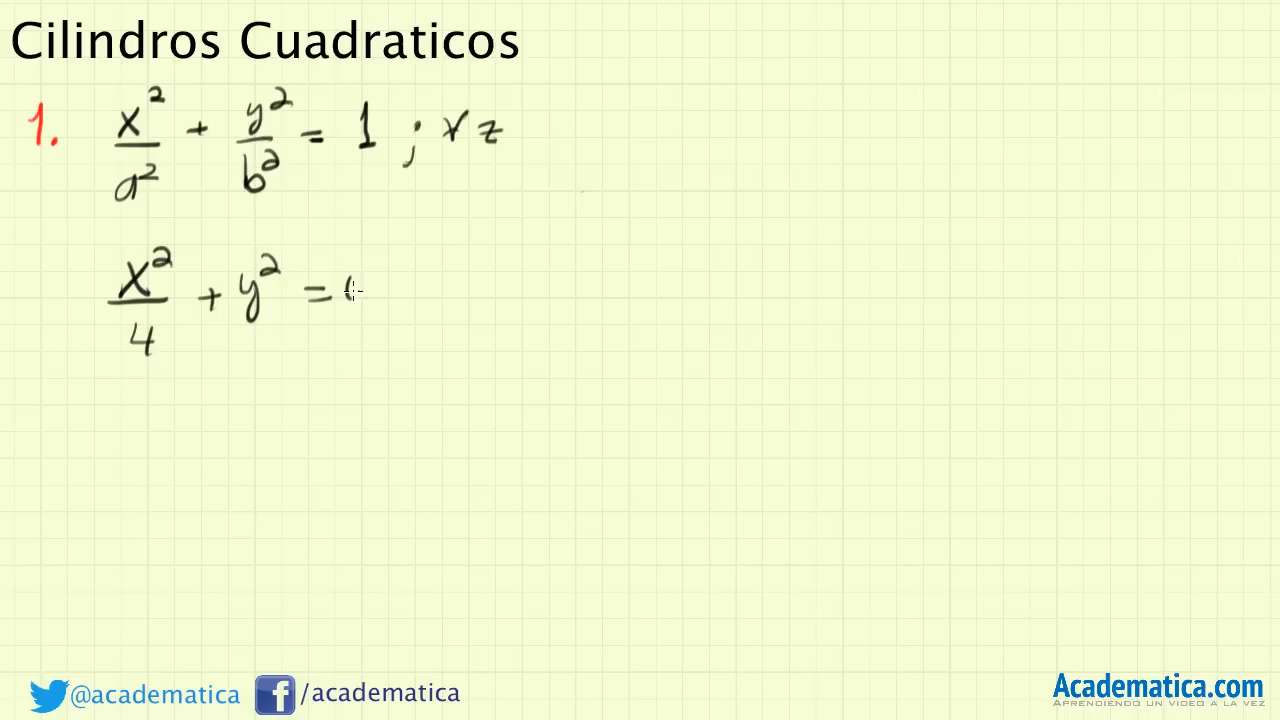 Cilindros Cuadraticos
1. x²/a² + y²/b² = 1 ; ∀ z
x²/4 + y² =
@academatica f /academatica
Academatica.com
APRENDIENDO UN VIDEO A LA VEZ